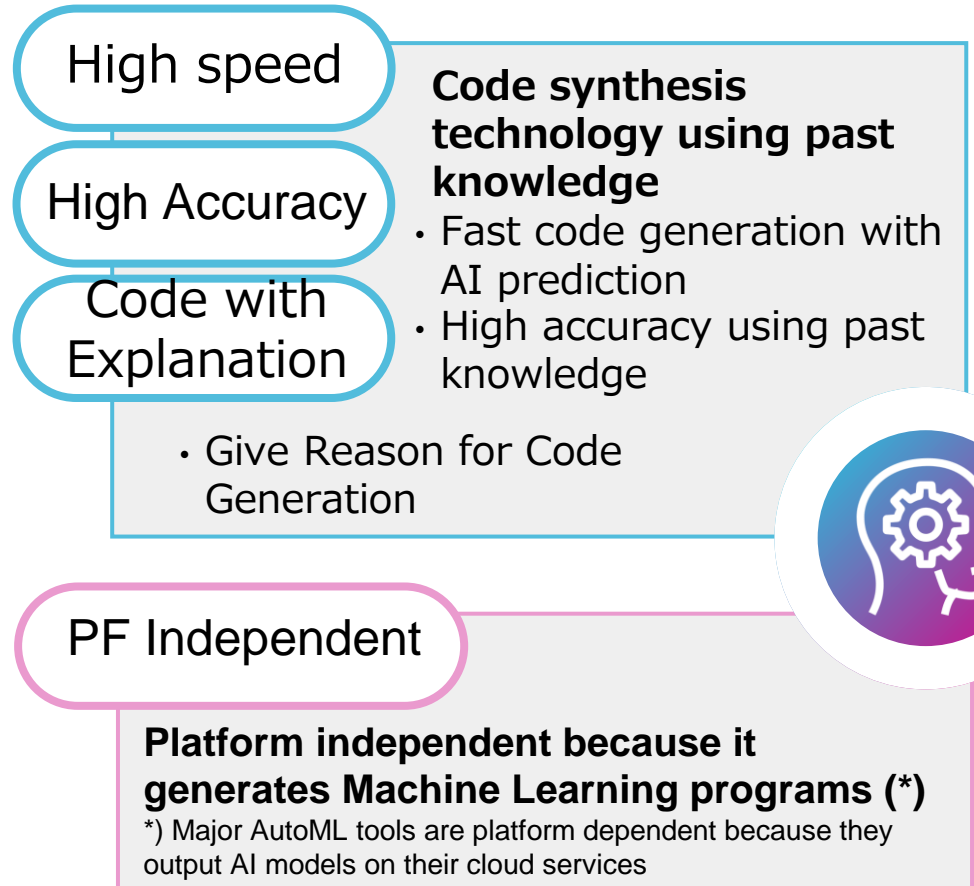 High speed
High Accuracy
Code with
Explanation
Code synthesis
technology using past
knowledge
・Fast code generation with
AI prediction
・High accuracy using past
knowledge
・Give Reason for Code
Generation
PF Independent
Platform independent because it
generates Machine Learning programs (*)
*) Major AutoML tools are platform dependent because they
output AI models on their cloud services